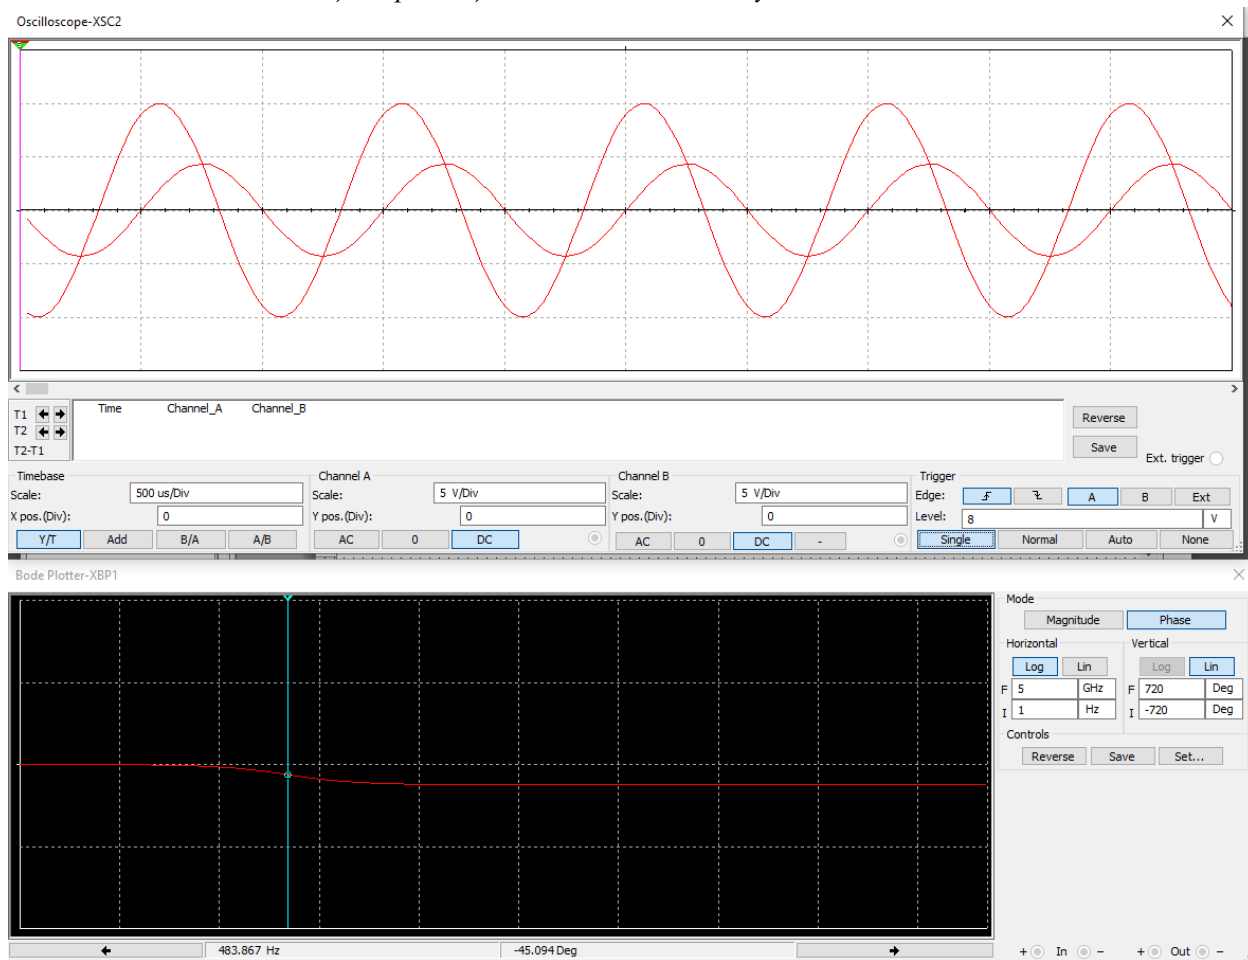 Oscilloscope-XSC2
T1
T2
T2-T1
Time Channel_A Channel_B
Reverse
Save
Ext. trigger
Timebase
Scale: 500 us/Div
X pos.(Div): 0
Y/T Add B/A A/B
Channel A
Scale: 5 V/Div
Y pos.(Div): 0
AC 0 DC
Channel B
Scale: 5 V/Div
Y pos.(Div): 0
AC 0 DC -
Trigger
Edge: A B Ext
Level: 8 V
Single Normal Auto None
Bode Plotter-XBP1
Mode
Magnitude Phase
Horizontal Vertical
Log Lin Log Lin
F 5 GHz F 720 Deg
I 1 Hz I -720 Deg
Controls
Reverse Save Set...
483.867 Hz -45.094 Deg
+ In - + Out -